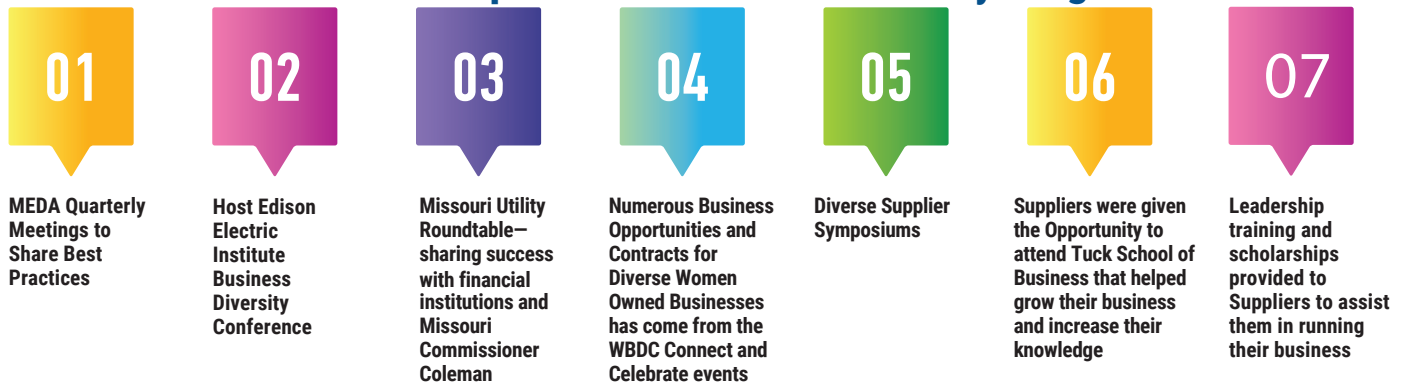 01
MEDA Quarterly
Meetings to
Share Best
Practices
02
Host Edison
Electric
Institute
Business
Diversity
Conference
03
Missouri Utility
Roundtable—
sharing success
with financial
institutions and
Missouri
Commissioner
Coleman
04
Numerous Business
Opportunities and
Contracts for
Diverse Women
Owned Businesses
has come from the
WBDC Connect and
Celebrate events
05
Diverse Supplier
Symposiums
06
Suppliers were given
the Opportunity to
attend Tuck School of
Business that helped
grow their business
and increase their
knowledge
07
Leadership
training and
scholarships
provided to
Suppliers to assist
them in running
their business